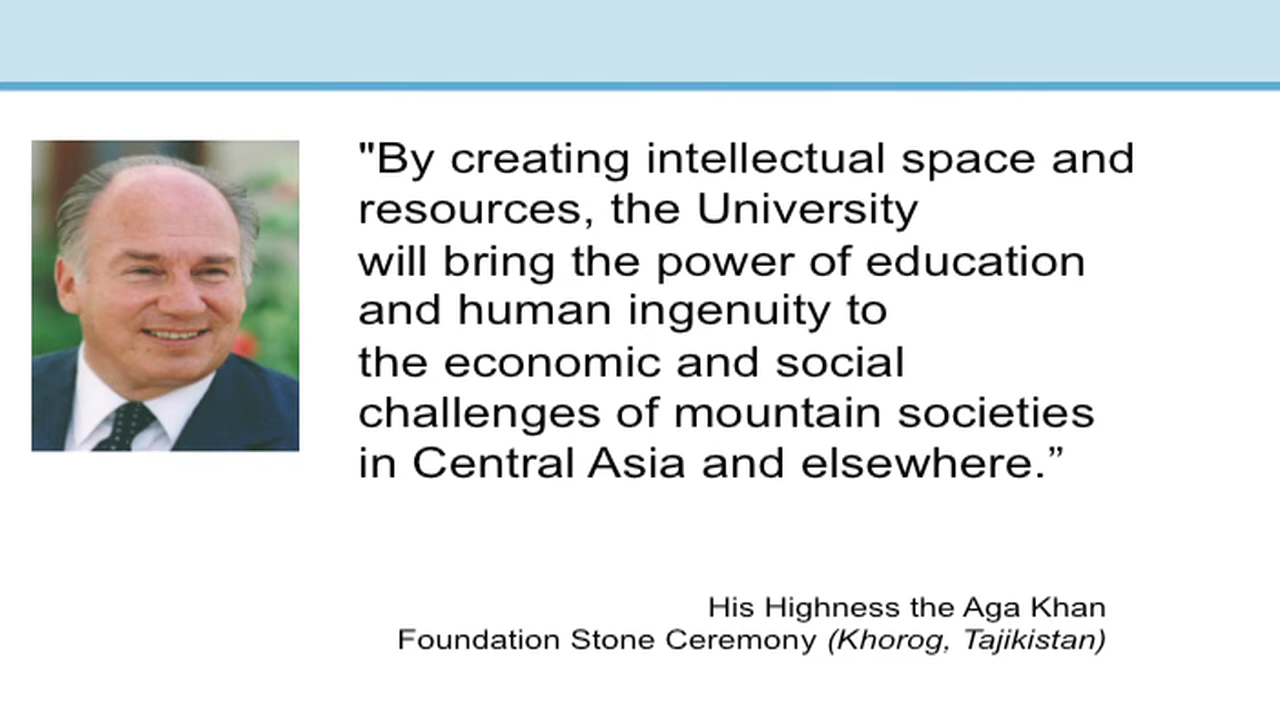 "By creating intellectual space and
resources, the University
will bring the power of education
and human ingenuity to
the economic and social
challenges of mountain societies
in Central Asia and elsewhere.”
His Highness the Aga Khan
Foundation Stone Ceremony (Khorog, Tajikistan)